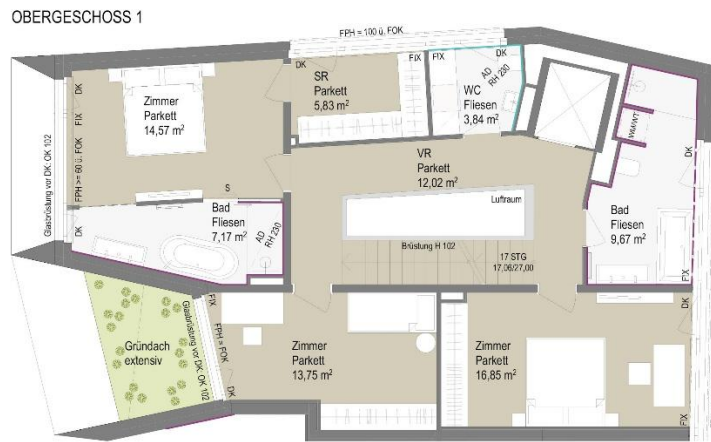 OBERGESCHOSS 1
FPH = 100 ü. FOK
DK
FIX
FIX
SR
Parkett
5,83 m²
AD
RH 230
WC
Fliesen
3,84 m²
DK
FIX
FPH >= 60 ü. FOK
Glasbrüstung vor DK: OK 102
Zimmer
Parkett
14,57 m²
WM/WT
DK
VR
Parkett
12,02 m²
Luftraum
S
Bad
Fliesen
7,17 m²
AD
RH 230
DK
Brüstung H 102
17 STG
17,06/27,00
Bad
Fliesen
9,67 m²
FIX
Gründach
extensiv
Glasbrüstung vor DK: OK 102
FIX
FPH = FOK
DK
Zimmer
Parkett
13,75 m²
Zimmer
Parkett
16,85 m²
DK
FIX